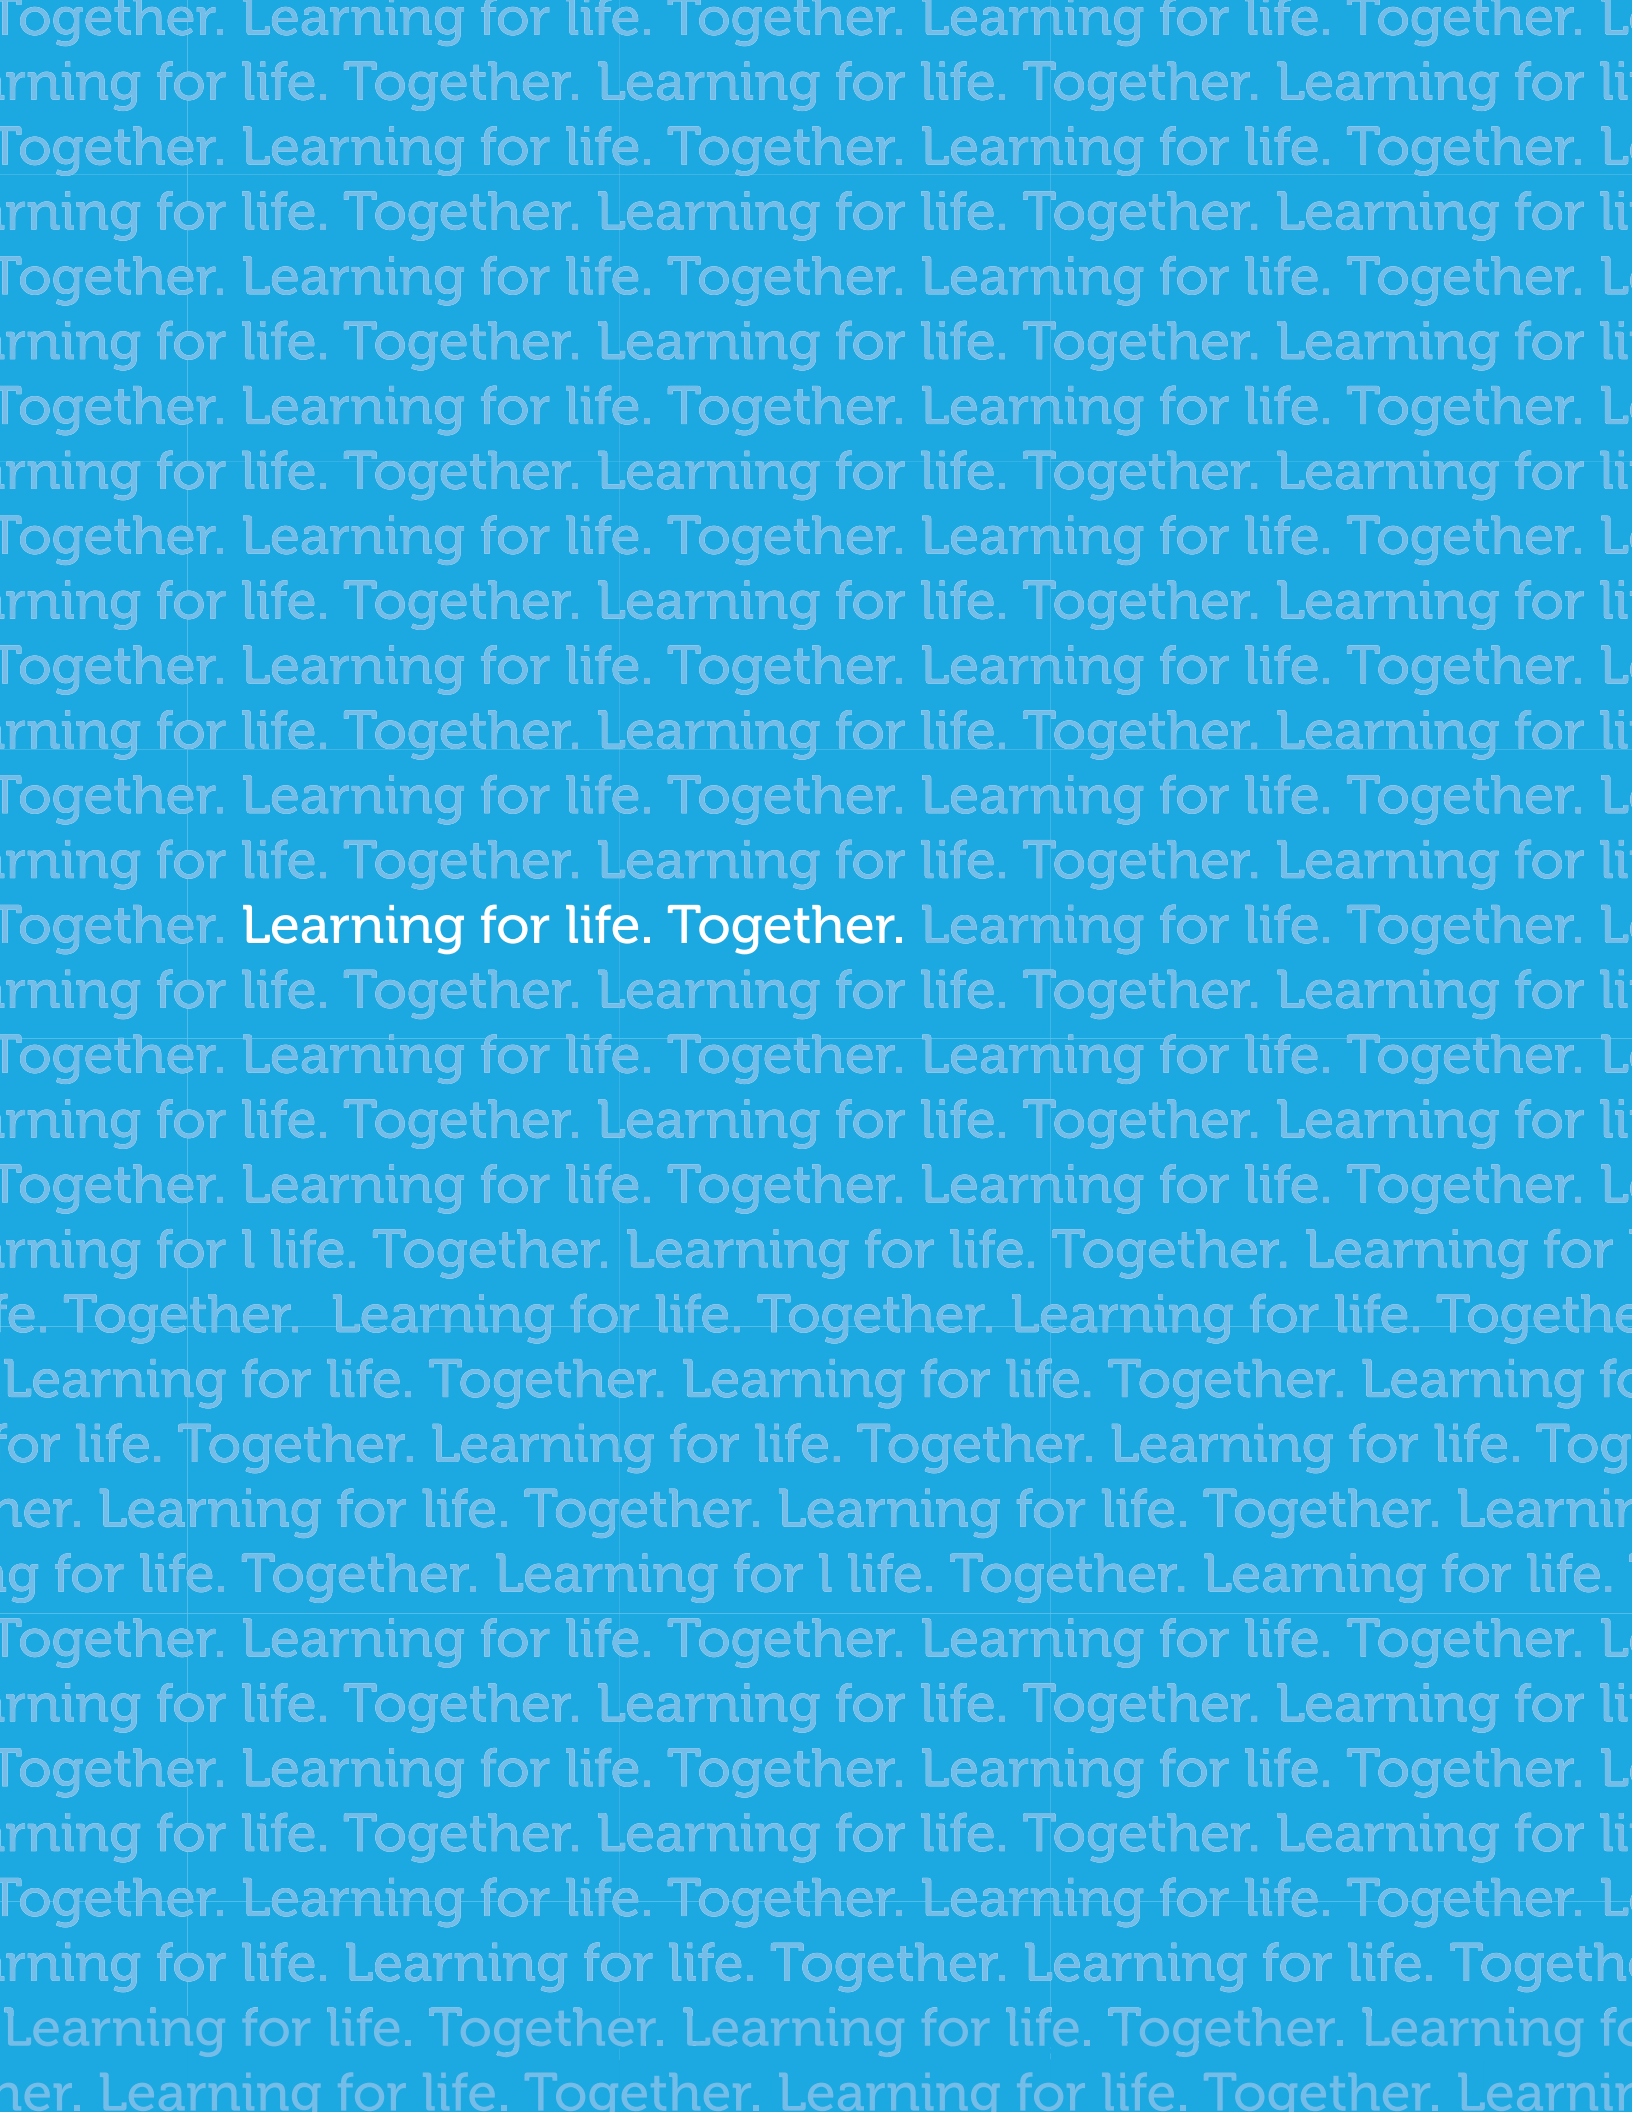 Together. Learning for life. Together. Learning for life. Together. Le
arning for life. Together. Learning for life. Together. Learning for li
Together. Learning for life. Together. Learning for life. Together. Le
arning for life. Together. Learning for life. Together. Learning for li
Together. Learning for life. Together. Learning for life. Together. Le
arning for life. Together. Learning for life. Together. Learning for li
Together. Learning for life. Together. Learning for life. Together. Le
arning for life. Together. Learning for life. Together. Learning for li
Together. Learning for life. Together. Learning for life. Together. Le
arning for life. Together. Learning for life. Together. Learning for li
Together. Learning for life. Together. Learning for life. Together. Le
arning for life. Together. Learning for life. Together. Learning for li
Together. Learning for life. Together. Learning for life. Together. Le
arning for life. Together. Learning for life. Together. Learning for li
Together. Learning for life. Together. Learning for life. Together. Le
arning for life. Together. Learning for life. Together. Learning for li
Together. Learning for life. Together. Learning for life. Together. Le
arning for life. Together. Learning for life. Together. Learning for li
Together. Learning for life. Together. Learning for life. Together. Le
arning for l life. Together. Learning for life. Together. Learning for l
fe. Together. Learning for life. Together. Learning for life. Togethe
Learning for life. Together. Learning for life. Together. Learning fo
for life. Together. Learning for life. Together. Learning for life. Tog
her. Learning for life. Together. Learning for life. Together. Learnin
ng for life. Together. Learning for l life. Together. Learning for life. T
Together. Learning for life. Together. Learning for life. Together. Le
arning for life. Together. Learning for life. Together. Learning for li
Together. Learning for life. Together. Learning for life. Together. Le
arning for life. Together. Learning for life. Together. Learning for li
Together. Learning for life. Together. Learning for life. Together. Le
arning for life. Learning for life. Together. Learning for life. Togeth
Learning for life. Together. Learning for life. Together. Learning fo
her. Learning for life. Together. Learning for life. Together. Learnin